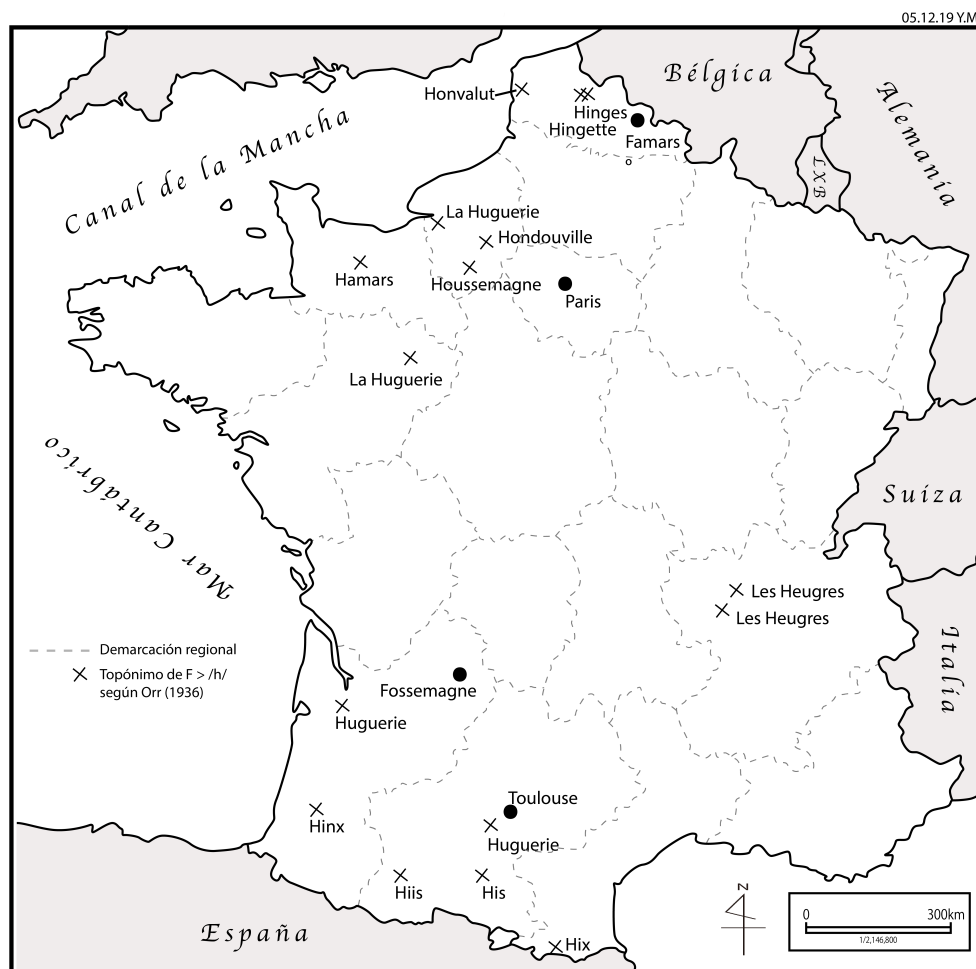 05.12.19 Y.M
Bélgica
Alemania
LXB
Canal de la Mancha
Honvalut
Hinges
Hingette
Famars
La Huguerie
Hondouville
Hamars
Houssemagne
Paris
La Huguerie
Mar Cantábrico
Suíza
Les Heugres
Les Heugres
Italia
Demarcación regional
Topónimo de F > /h/
según Orr (1936)
Fossemagne
Huguerie
Toulouse
Hinx
Huguerie
Hiis
His
España
Hix
N
0 300km
1/2,146,800